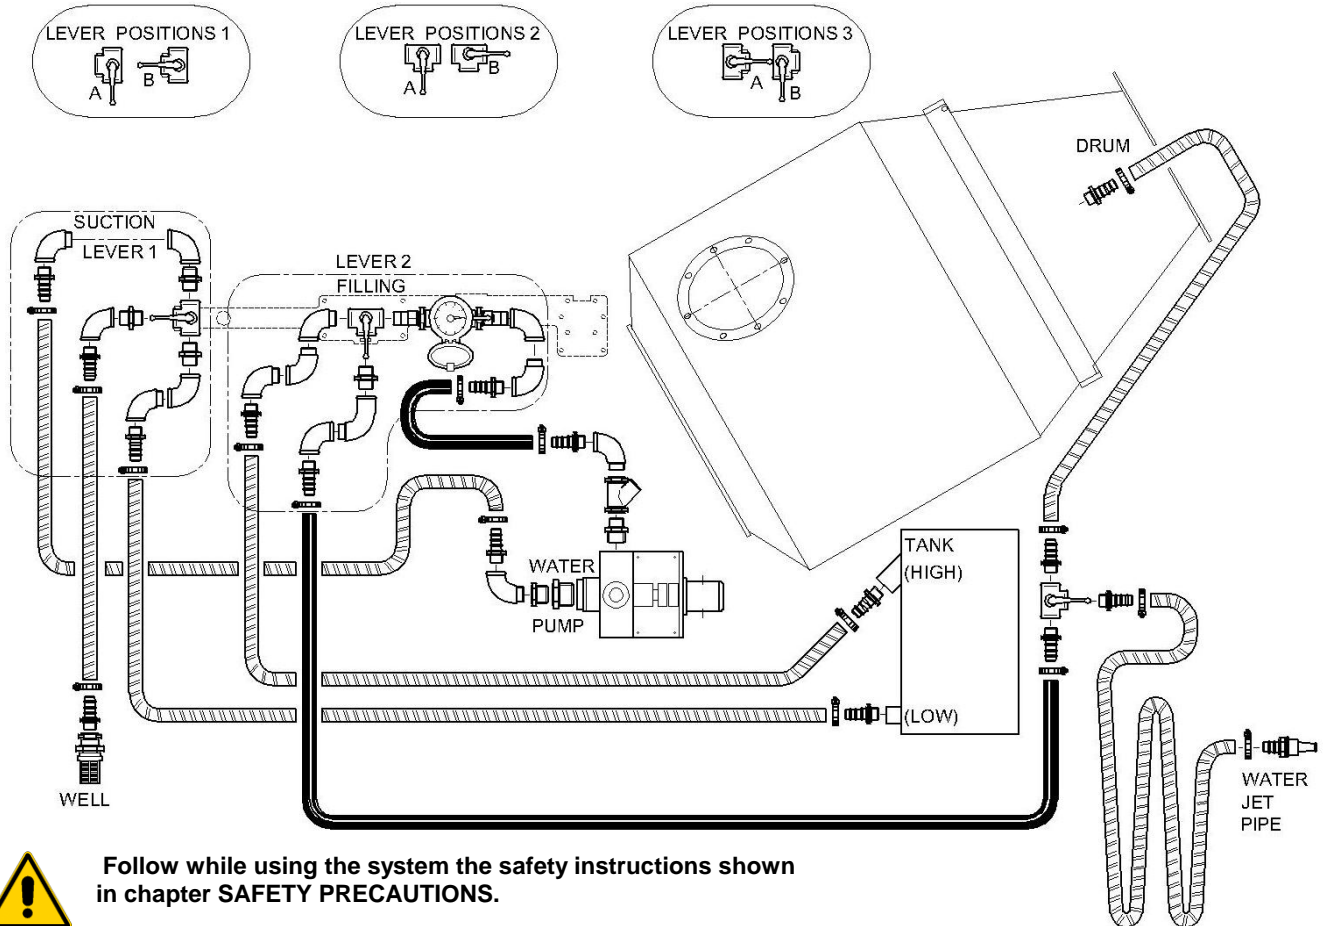 LEVER POSITIONS 1
A
B
LEVER POSITIONS 2
A
B
LEVER POSITIONS 3
A
B
DRUM
SUCTION
LEVER 1
LEVER 2
FILLING
WATER
PUMP
TANK
(HIGH)
(LOW)
WELL
WATER
JET
PIPE
Follow while using the system the safety instructions shown
in chapter SAFETY PRECAUTIONS.